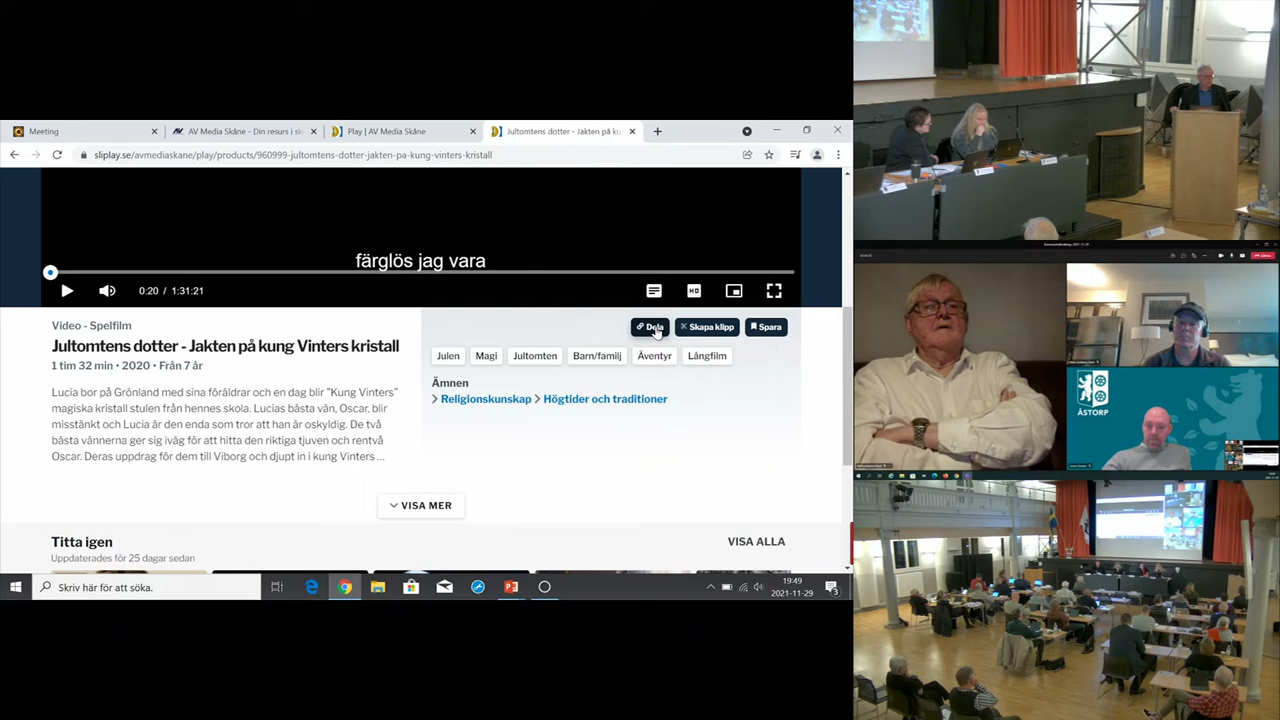 Meeting
AV Media Skåne - Din resurs i sk
Play | AV Media Skåne
Jultomtens dotter - Jakten på ku
sliplay.se/avmediaskane/play/products/960999-jultomtens-dotter-jakten-pa-kung-vinters-kristall
färglös jag vara
0:20 / 1:31:21
HD
Video - Spelfilm
Jultomtens dotter - Jakten på kung Vinters kristall
1 tim 32 min • 2020 • Från 7 år
Lucia bor på Grönland med sina föräldrar och en dag blir "Kung Vinters"
magiska kristall stulen från hennes skola. Lucias bästa vän, Oscar, blir
misstänkt och Lucia är den enda som tror att han är oskyldig. De två
bästa vännerna ger sig iväg för att hitta den riktiga tjuven och rentvå
Oscar. Deras uppdrag för dem till Viborg och djupt in i kung Vinters ...
Dela
Skapa klipp
Spara
Julen
Magi
Jultomten
Barn/familj
Äventyr
Långfilm
Ämnen
Religionskunskap
Högtider och traditioner
VISA MER
Titta igen
VISA ALLA
Uppdaterades för 25 dagar sedan
Skriv här för att söka.
19:49
2021-11-29
3
ÅSTORP